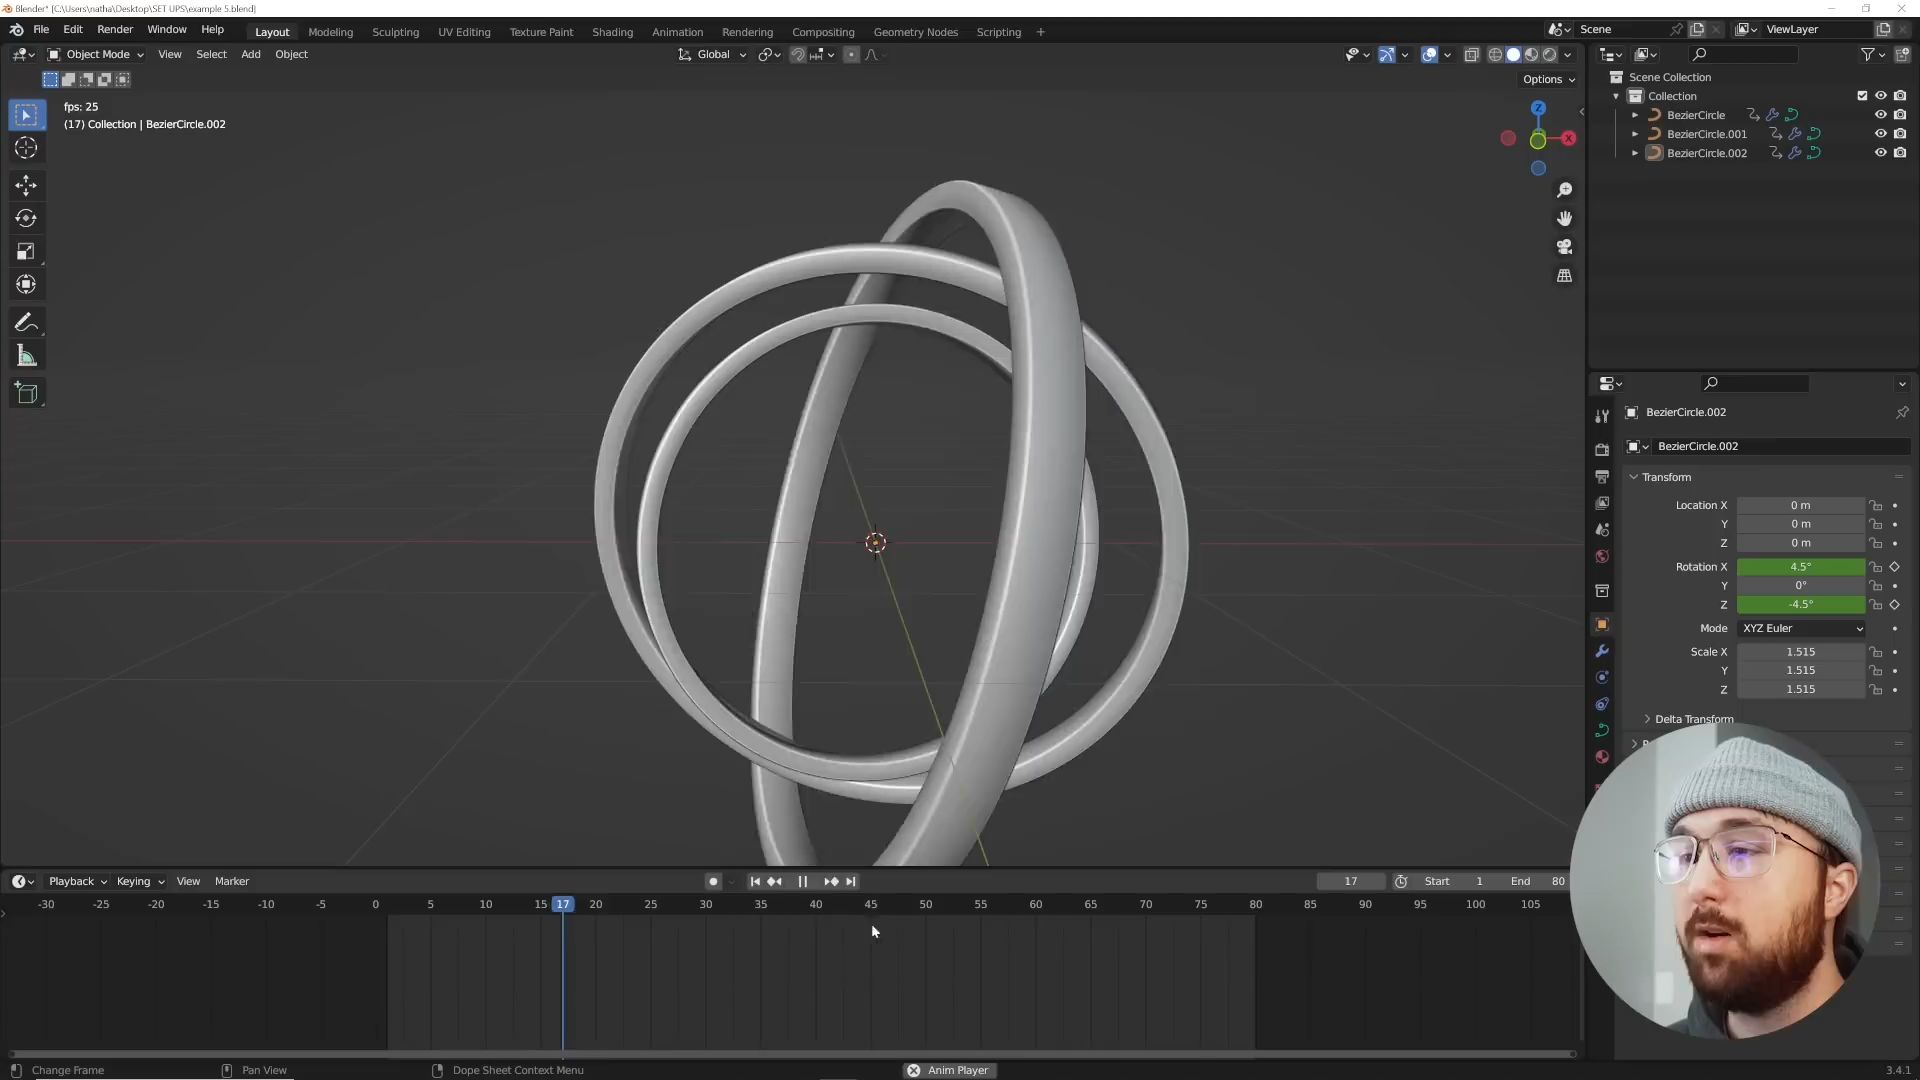 Blender* [C:\Users\natha\Desktop\SET UPS\example 5.blend]
File Edit Render Window Help Layout Modeling Sculpting UV Editing Texture Paint Shading Animation Rendering Compositing Geometry Nodes Scripting + Scene ViewLayer
Object Mode View Select Add Object Global
Options
fps: 25
(17) Collection | BezierCircle.002
Z
X
Scene Collection
Collection
BezierCircle
BezierCircle.001
BezierCircle.002
BezierCircle.002
BezierCircle.002
Transform
Location X 0 m
Y 0 m
Z 0 m
Rotation X 4.5°
Y 0°
Z -4.5°
Mode XYZ Euler
Scale X 1.515
Y 1.515
Z 1.515
Delta Transform
Playback Keying View Marker 17 Start 1 End 80
-30 -25 -20 -15 -10 -5 0 5 10 15 17 20 25 30 35 40 45 50 55 60 65 70 75 80 85 90 95 100 105
Change Frame Pan View Dope Sheet Context Menu Anim Player 3.4.1